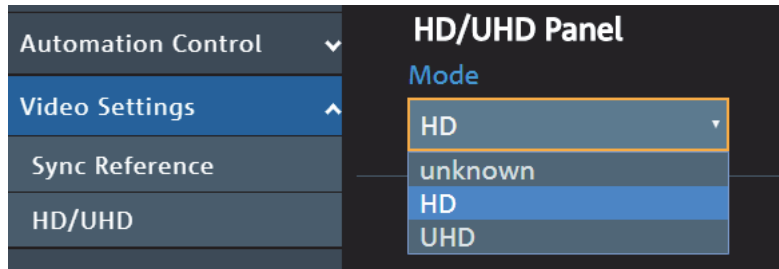 Automation Control
Video Settings
Sync Reference
HD/UHD
HD/UHD Panel
Mode
HD
unknown
HD
UHD